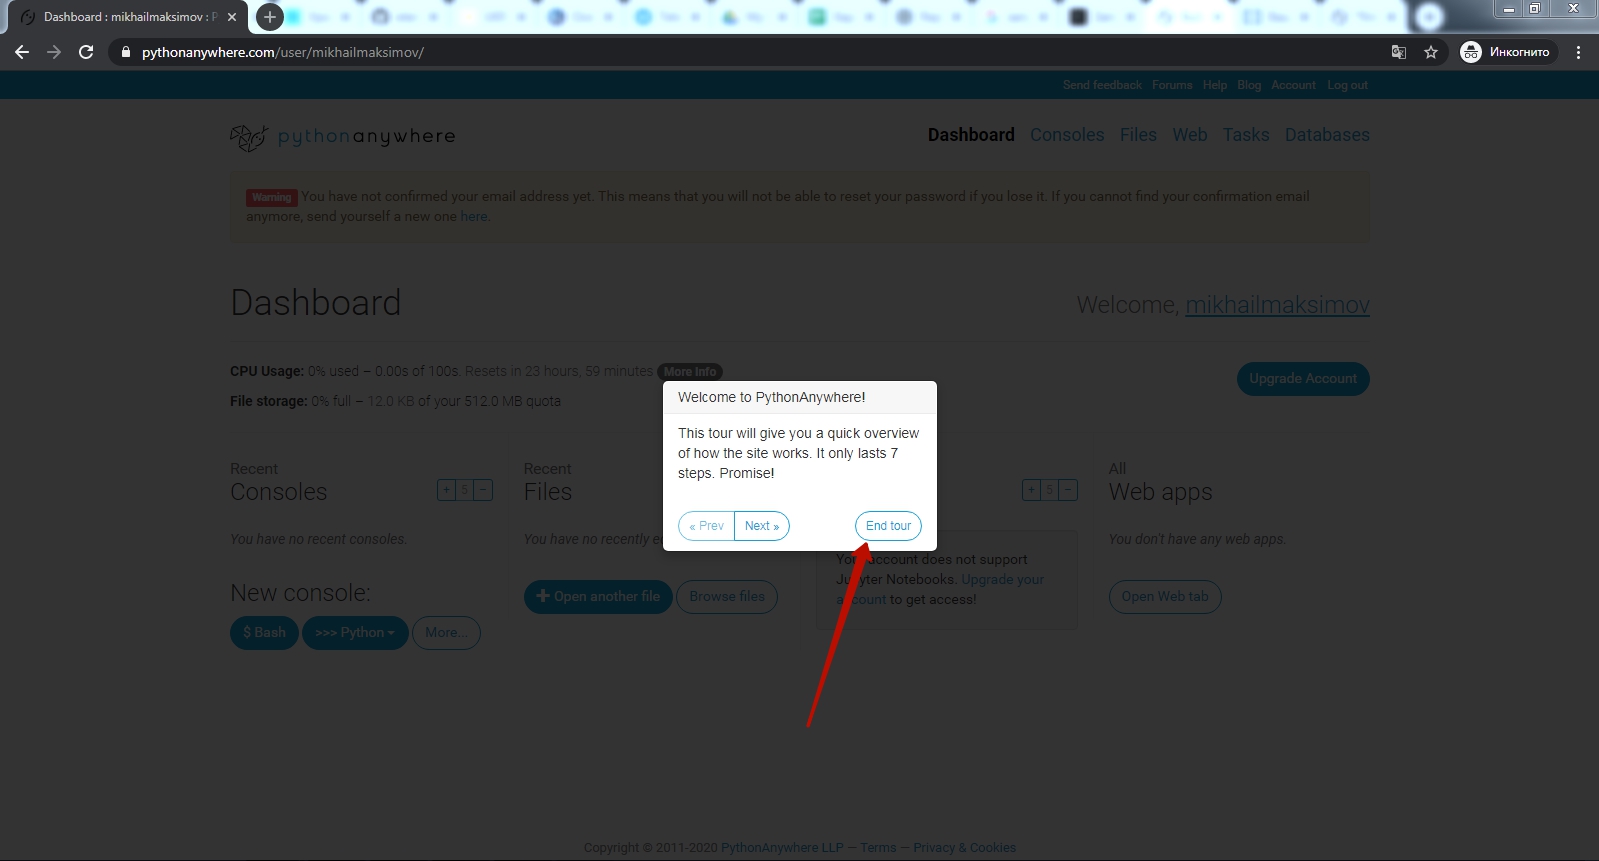 Dashboard : mikhailmaksimov : P
pythonanywhere.com/user/mikhailmaksimov/
Инкогнито
Send feedback Forums Help Blog Account Log out
pythonanywhere
Dashboard Consoles Files Web Tasks Databases
Warning You have not confirmed your email address yet. This means that you will not be able to reset your password if you lose it. If you cannot find your confirmation email
anymore, send yourself a new one here.
Dashboard
Welcome, mikhailmaksimov
CPU Usage: 0% used – 0.00s of 100s. Resets in 23 hours, 59 minutes More Info
File storage: 0% full – 12.0 KB of your 512.0 MB quota
Upgrade Account
Welcome to PythonAnywhere!
This tour will give you a quick overview
of how the site works. It only lasts 7
steps. Promise!
« Prev Next » End tour
Recent
Consoles
+ 5 −
You have no recent consoles.
New console:
$ Bash >>> Python More...
Recent
Files
You have no recently e
+ Open another file Browse files
+ 5 −
account does not support
Notebooks. Upgrade your
to get access!
All
Web apps
You don't have any web apps.
Open Web tab
Copyright © 2011-2020 PythonAnywhere LLP — Terms — Privacy & Cookies